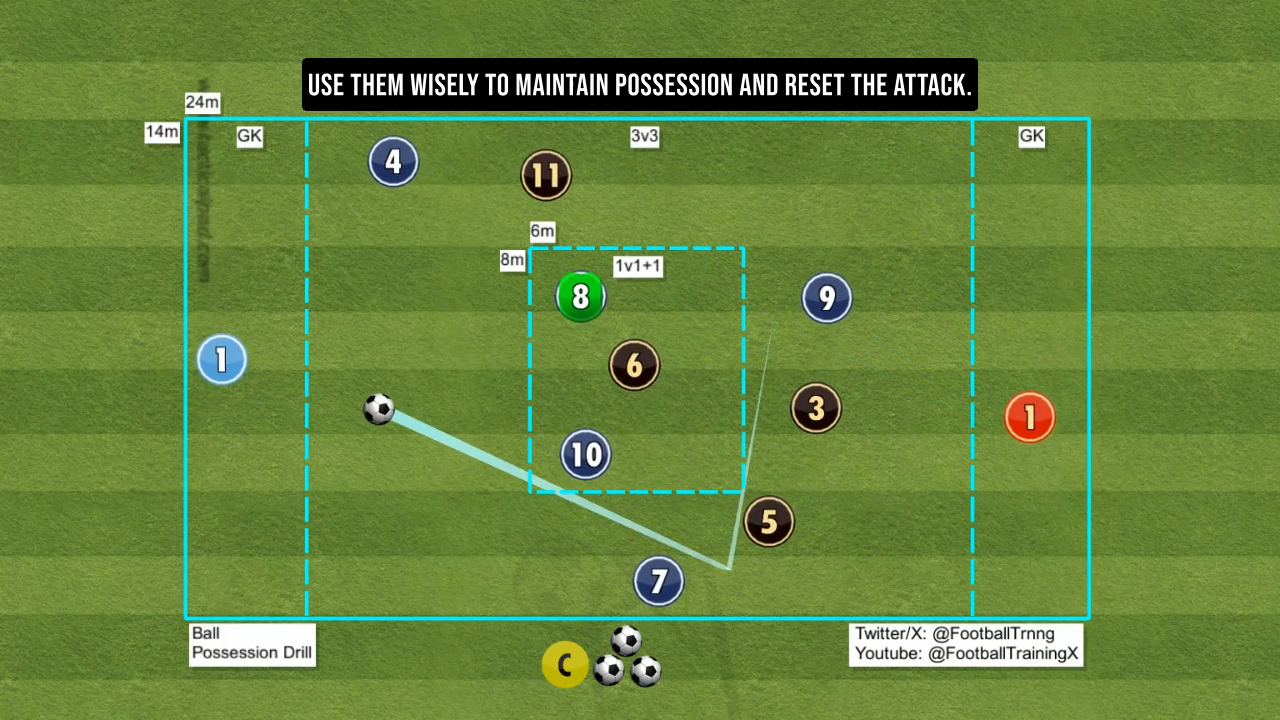 USE THEM WISELY TO MAINTAIN POSSESSION AND RESET THE ATTACK.
24m
14m
GK
3v3
GK
4
11
6m
8m
1v1+1
8
9
1
6
3
1
10
5
7
Ball
Possession Drill
C
Twitter/X: @FootballTrnng
Youtube: @FootballTrainingX